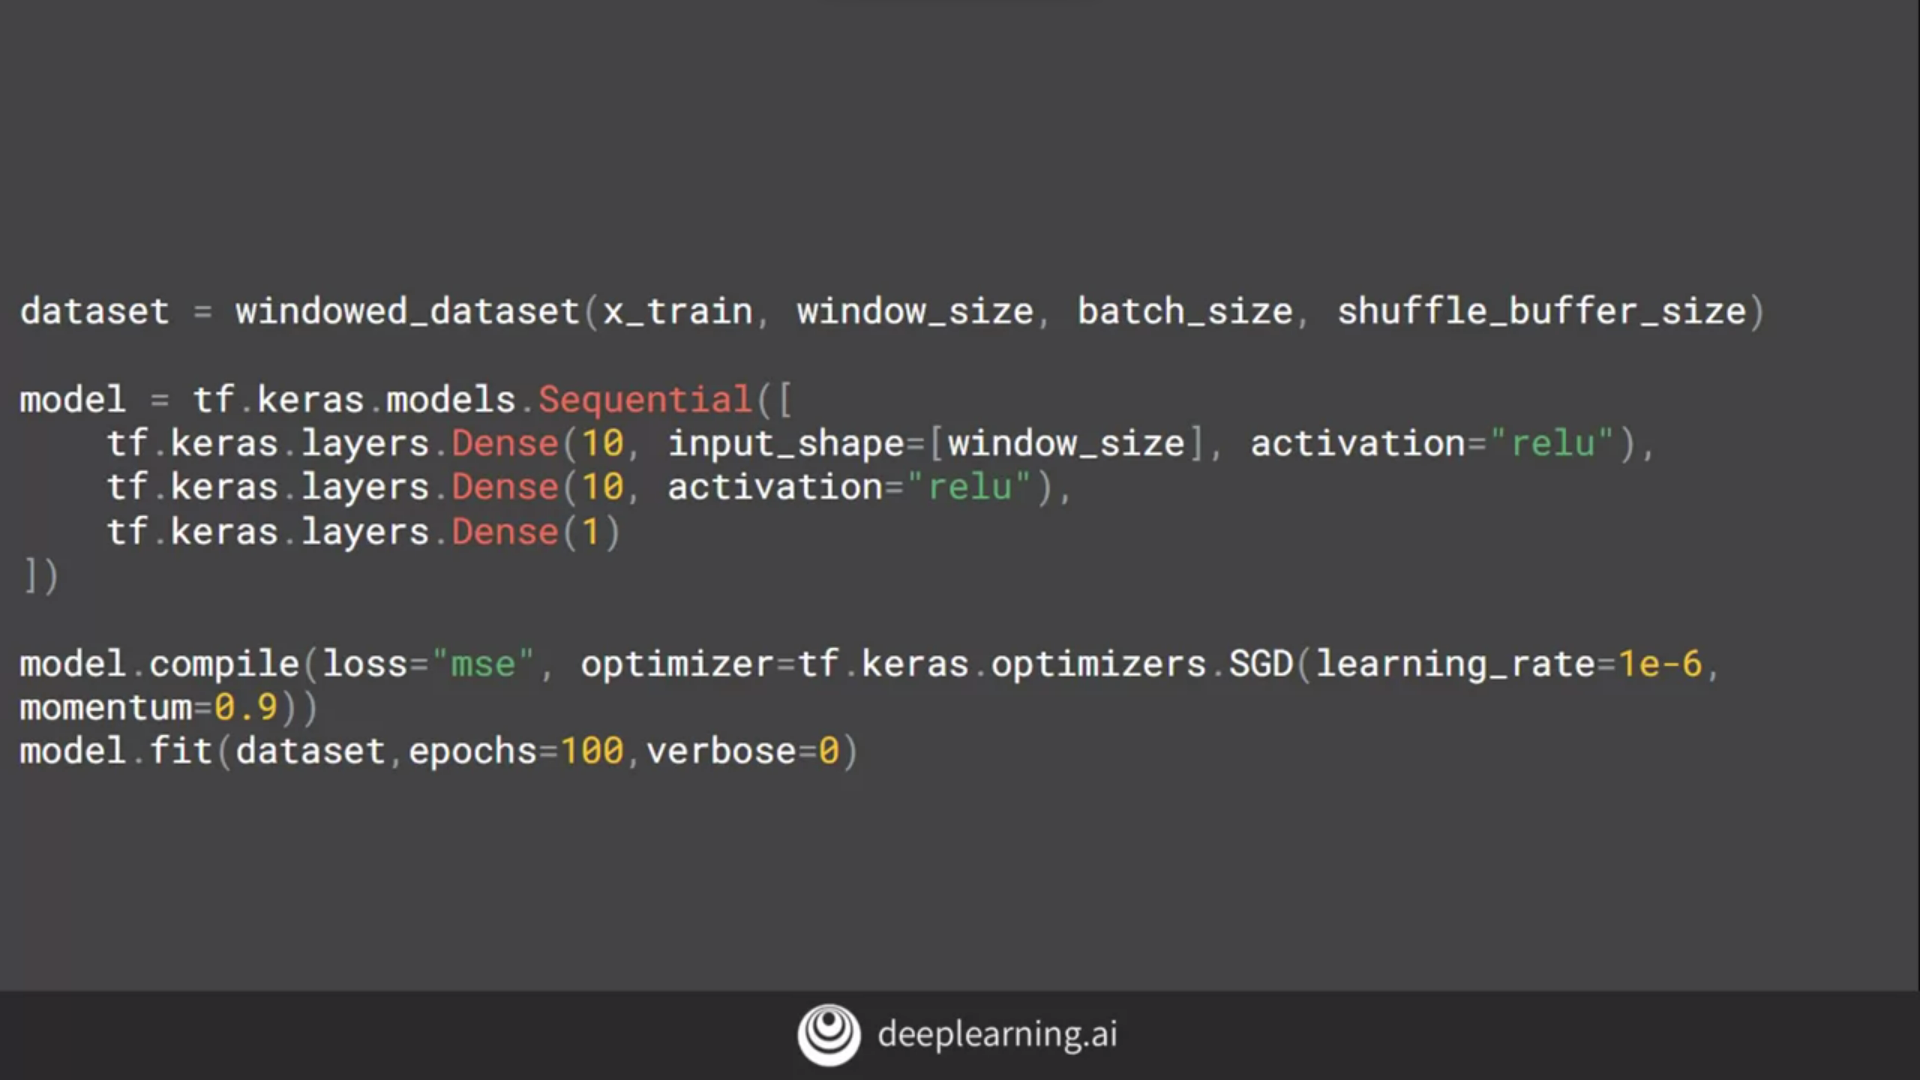 dataset = windowed_dataset(x_train, window_size, batch_size, shuffle_buffer_size)
model = tf.keras.models.Sequential([
    tf.keras.layers.Dense(10, input_shape=[window_size], activation="relu"),
    tf.keras.layers.Dense(10, activation="relu"),
    tf.keras.layers.Dense(1)
])
model.compile(loss="mse", optimizer=tf.keras.optimizers.SGD(learning_rate=1e-6,
momentum=0.9))
model.fit(dataset,epochs=100,verbose=0)
deeplearning.ai